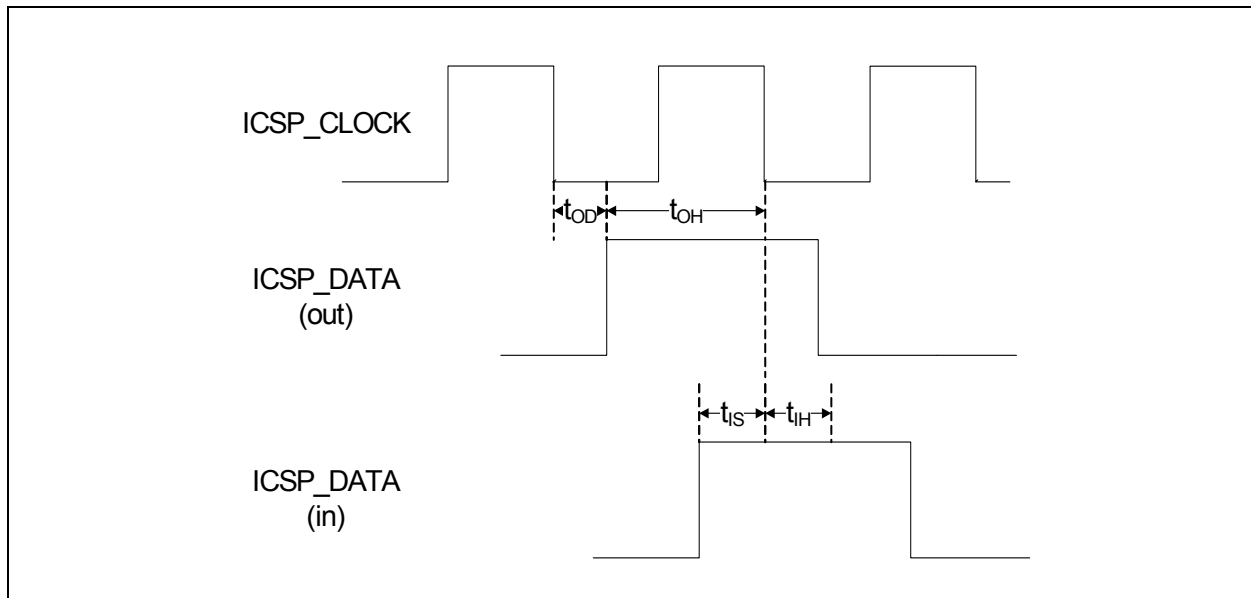 ICSP_CLOCK
tOD
tOH
ICSP_DATA
(out)
tIS
tIH
ICSP_DATA
(in)